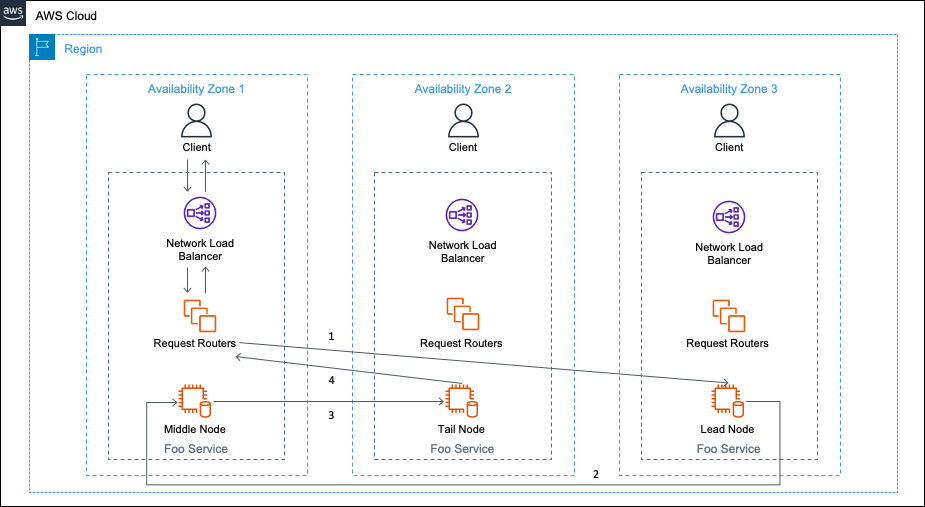 aws
AWS Cloud
Region
Availability Zone 1
Availability Zone 2
Availability Zone 3
Client
Client
Client
Network Load
Balancer
Network Load
Balancer
Network Load
Balancer
Request Routers
Request Routers
Request Routers
1
4
3
Middle Node
Tail Node
Lead Node
Foo Service
Foo Service
Foo Service
2